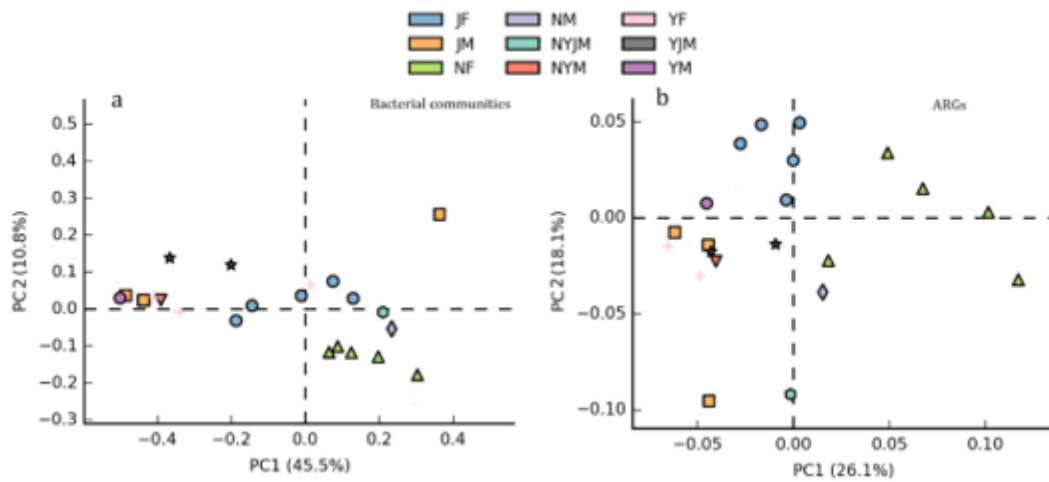 JF NM YF
JM NYJM YJM
NF NYM YM
a Bacterial communities
0.5
0.4
0.3
0.2
0.1
0.0
−0.1
−0.2
−0.3
PC2 (10.8%)
−0.4 −0.2 0.0 0.2 0.4
PC1 (45.5%)
b ARGs
0.05
0.00
−0.05
−0.10
PC2 (18.1%)
−0.05 0.00 0.05 0.10
PC1 (26.1%)